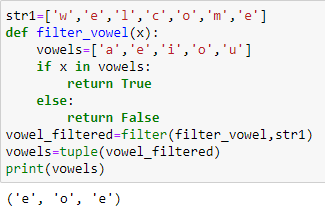 str1=['w','e','l','c','o','m','e']
def filter_vowel(x):
    vowels=['a','e','i','o','u']
    if x in vowels:
        return True
    else:
        return False
vowel_filtered=filter(filter_vowel,str1)
vowels=tuple(vowel_filtered)
print(vowels)
('e', 'o', 'e')